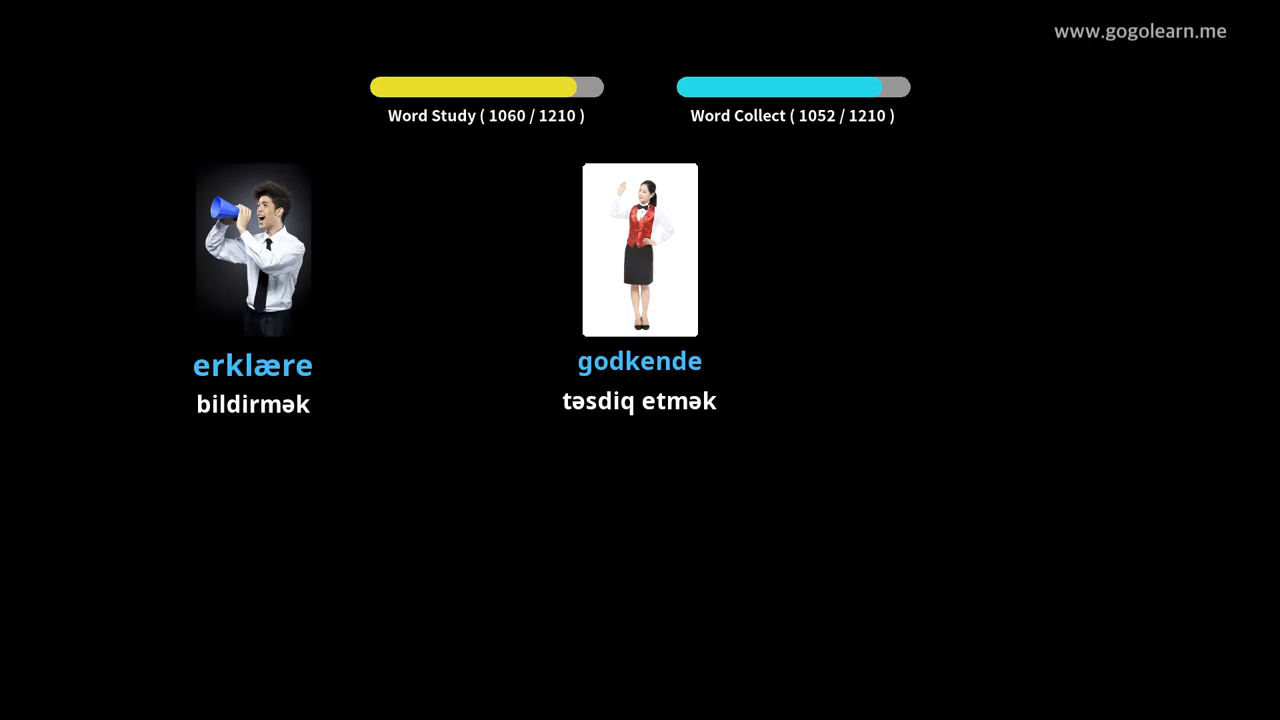 www.gogolearn.me
Word Study ( 1060 / 1210 )
Word Collect ( 1052 / 1210 )
erklære
bildirmək
godkende
təsdiq etmək